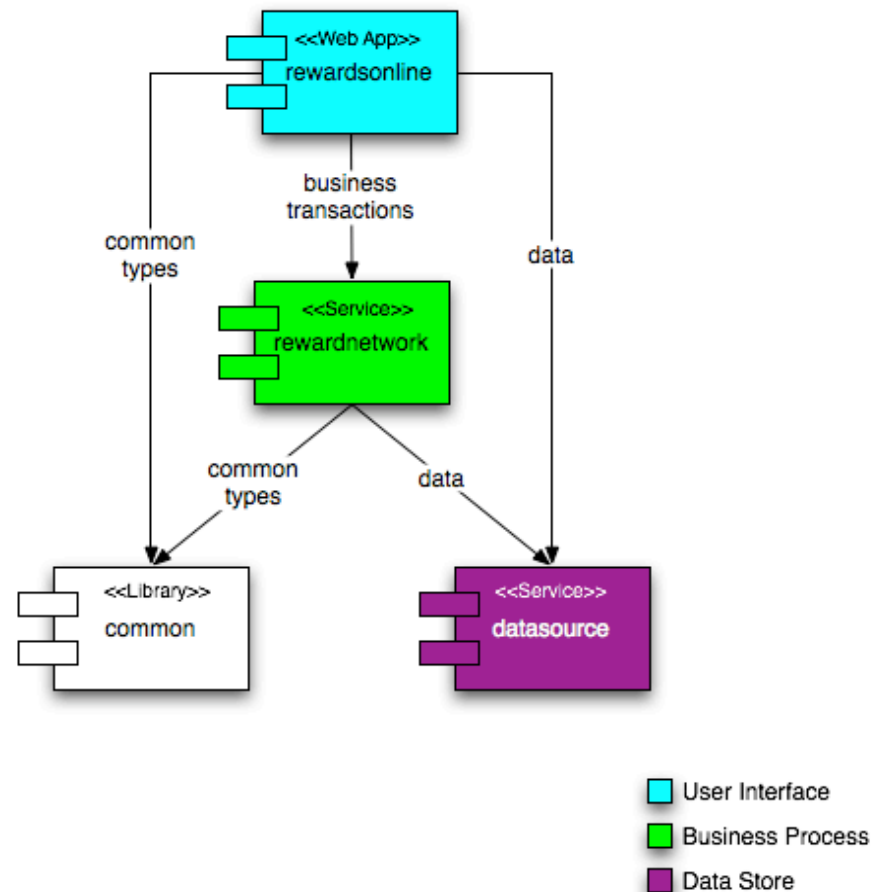 <<Web App>>
rewardsonline
business
transactions
common
types
data
<<Service>>
rewardnetwork
common
types
data
<<Library>>
common
<<Service>>
datasource
User Interface
Business Process
Data Store